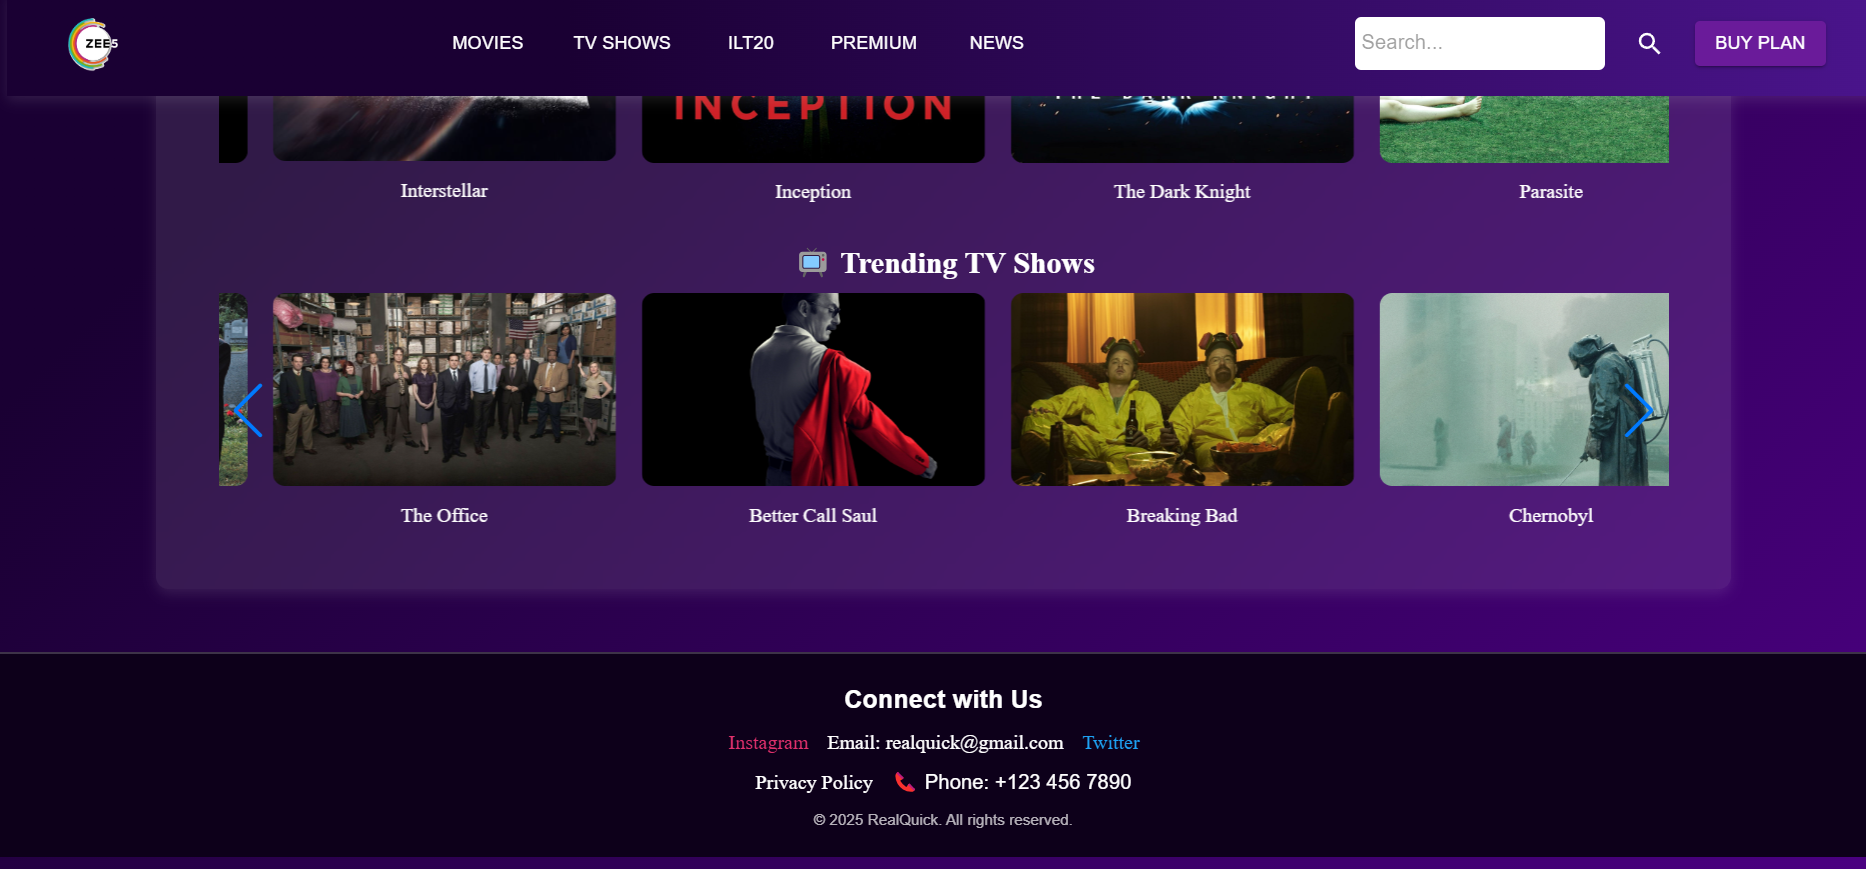 ZEE5
MOVIES TV SHOWS ILT20 PREMIUM NEWS Search... BUY PLAN
INCEPTION THE DARK KNIGHT
Interstellar Inception The Dark Knight Parasite
Trending TV Shows
The Office Better Call Saul Breaking Bad Chernobyl
Connect with Us
Instagram Email: realquick@gmail.com Twitter
Privacy Policy Phone: +123 456 7890
© 2025 RealQuick. All rights reserved.